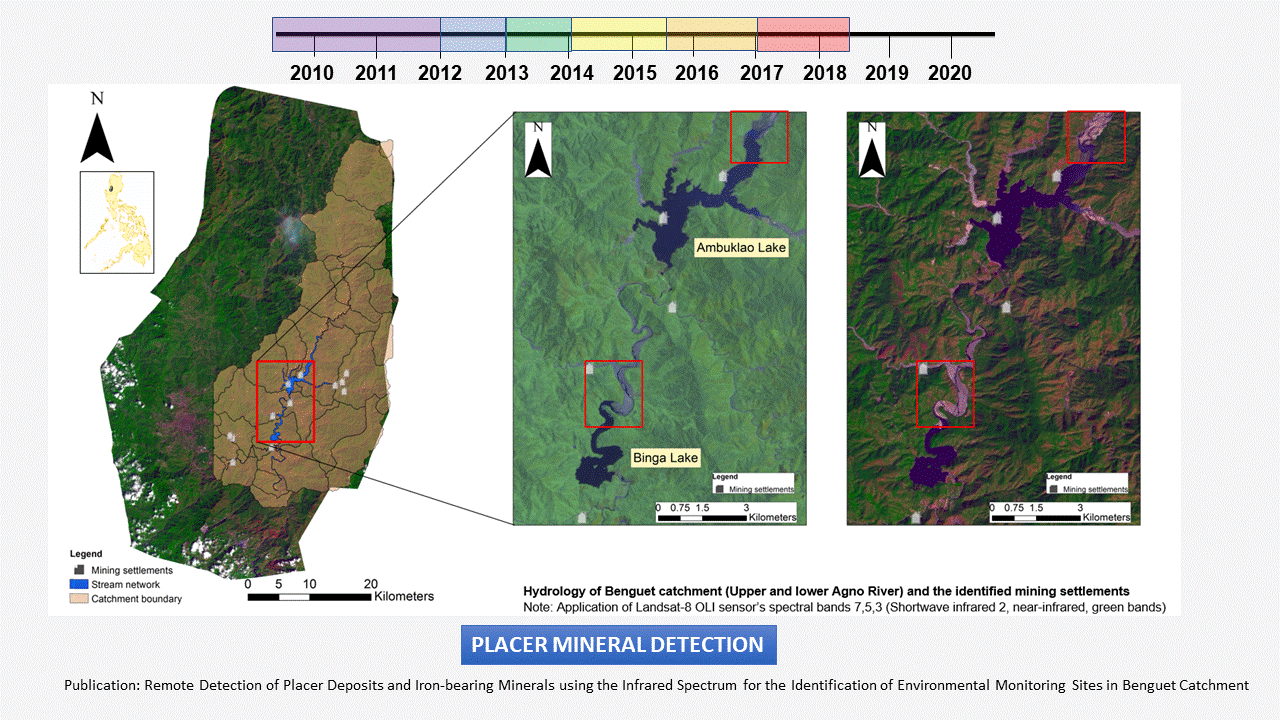 2010 2011 2012 2013 2014 2015 2016 2017 2018 2019 2020
N
N
N
Ambuklao Lake
Binga Lake
Legend
Mining settlements
0 0.75 1.5 3
Kilometers
Legend
Mining settlements
0 0.75 1.5 3
Kilometers
Legend
Mining settlements
Stream network
Catchment boundary
0 5 10 20
Kilometers
Hydrology of Benguet catchment (Upper and lower Agno River) and the identified mining settlements
Note: Application of Landsat-8 OLI sensor's spectral bands 7,5,3 (Shortwave infrared 2, near-infrared, green bands)
PLACER MINERAL DETECTION
Publication: Remote Detection of Placer Deposits and Iron-bearing Minerals using the Infrared Spectrum for the Identification of Environmental Monitoring Sites in Benguet Catchment